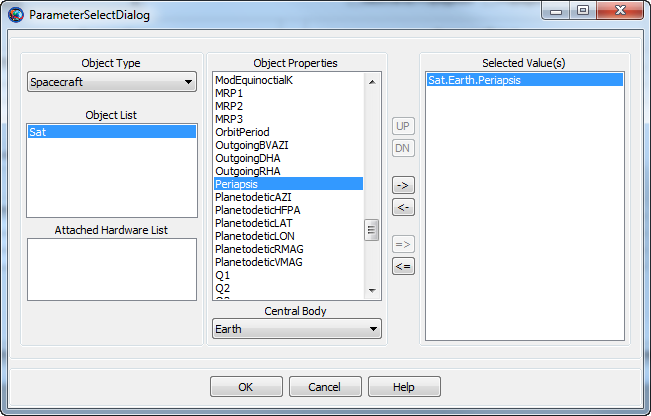 ParameterSelectDialog
Object Type
Spacecraft
Object List
Sat
Attached Hardware List
Object Properties
ModEquinoctialK
MRP1
MRP2
MRP3
OrbitPeriod
OutgoingBVAZI
OutgoingDHA
OutgoingRHA
Periapsis
PlanetodeticAZI
PlanetodeticHFPA
PlanetodeticLAT
PlanetodeticLON
PlanetodeticRMAG
PlanetodeticVMAG
Q1
Q2
Central Body
Earth
UP
DN
->
<-
=>
<=
Selected Value(s)
Sat.Earth.Periapsis
OK
Cancel
Help